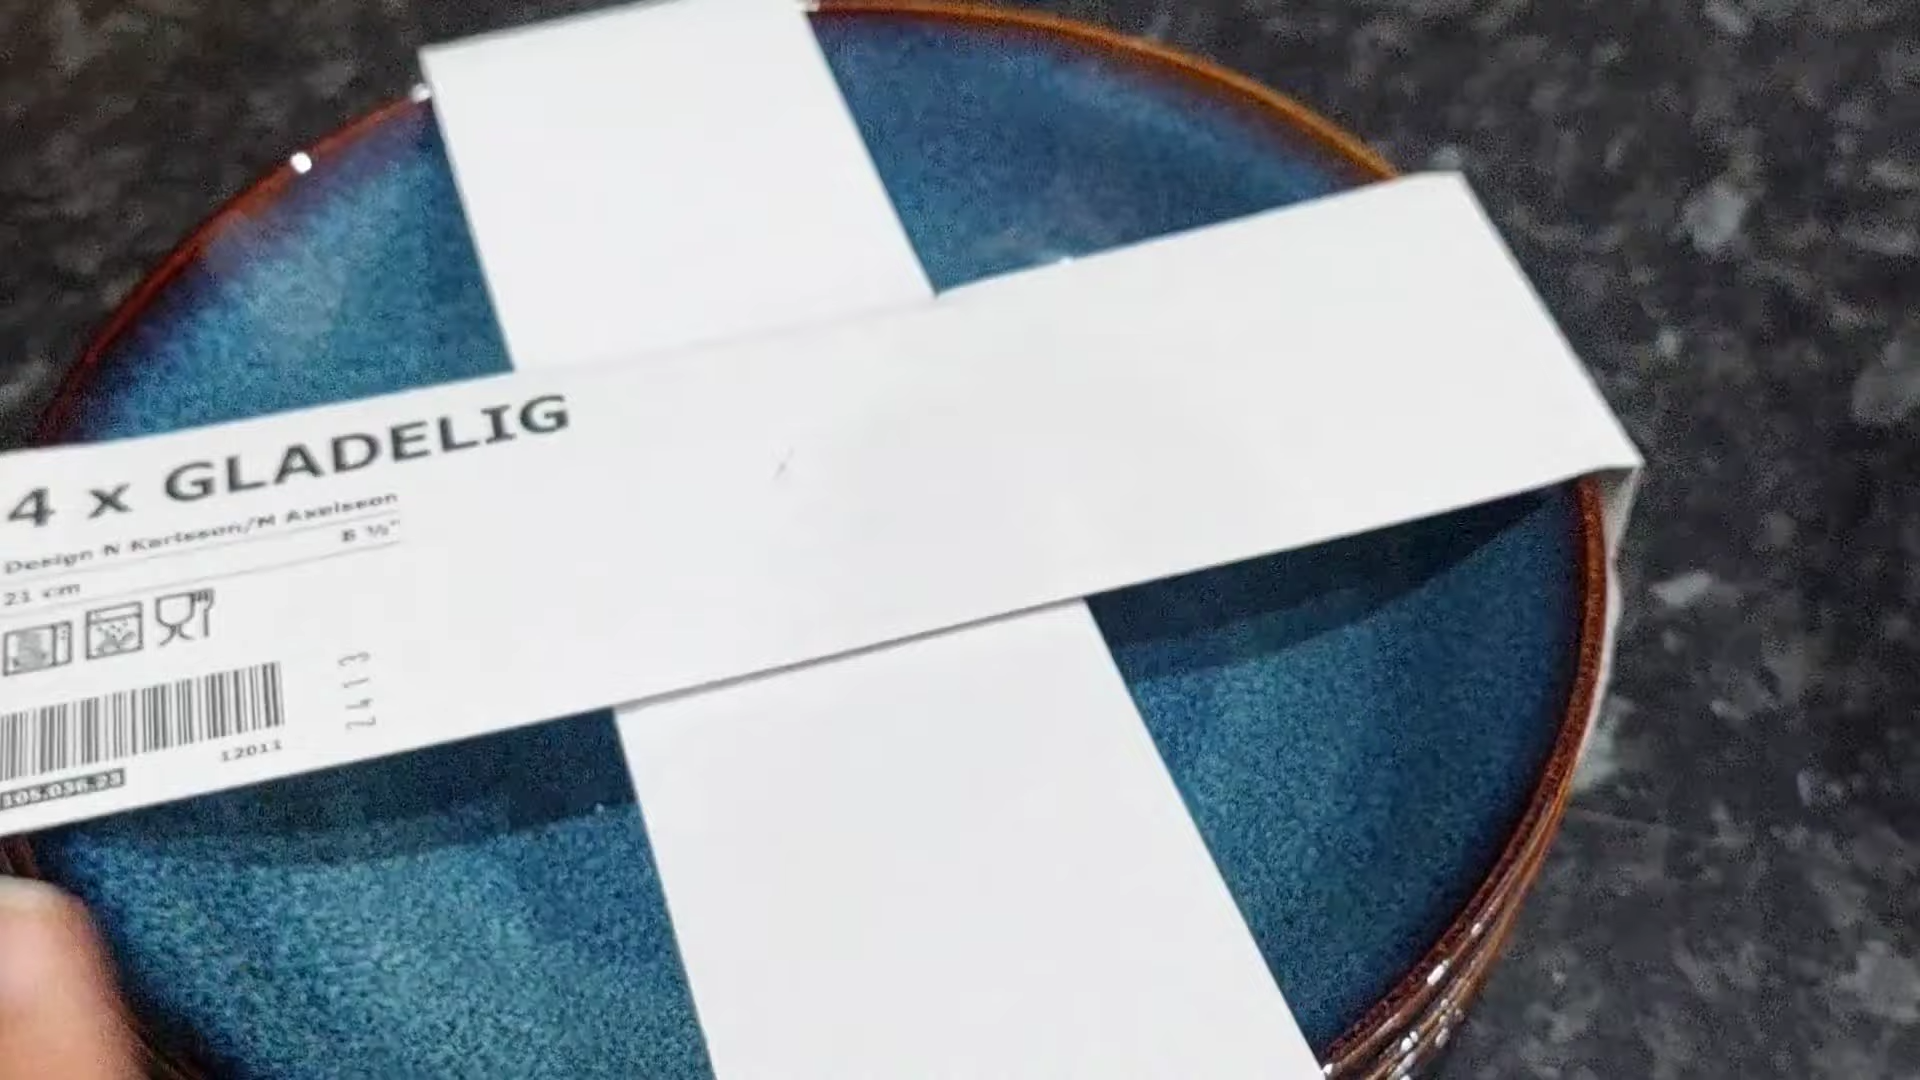 4 x GLADELIG
Design N Karlsson/M Axelsson
8 ½"
21 cm
2413
12011
105.036.23